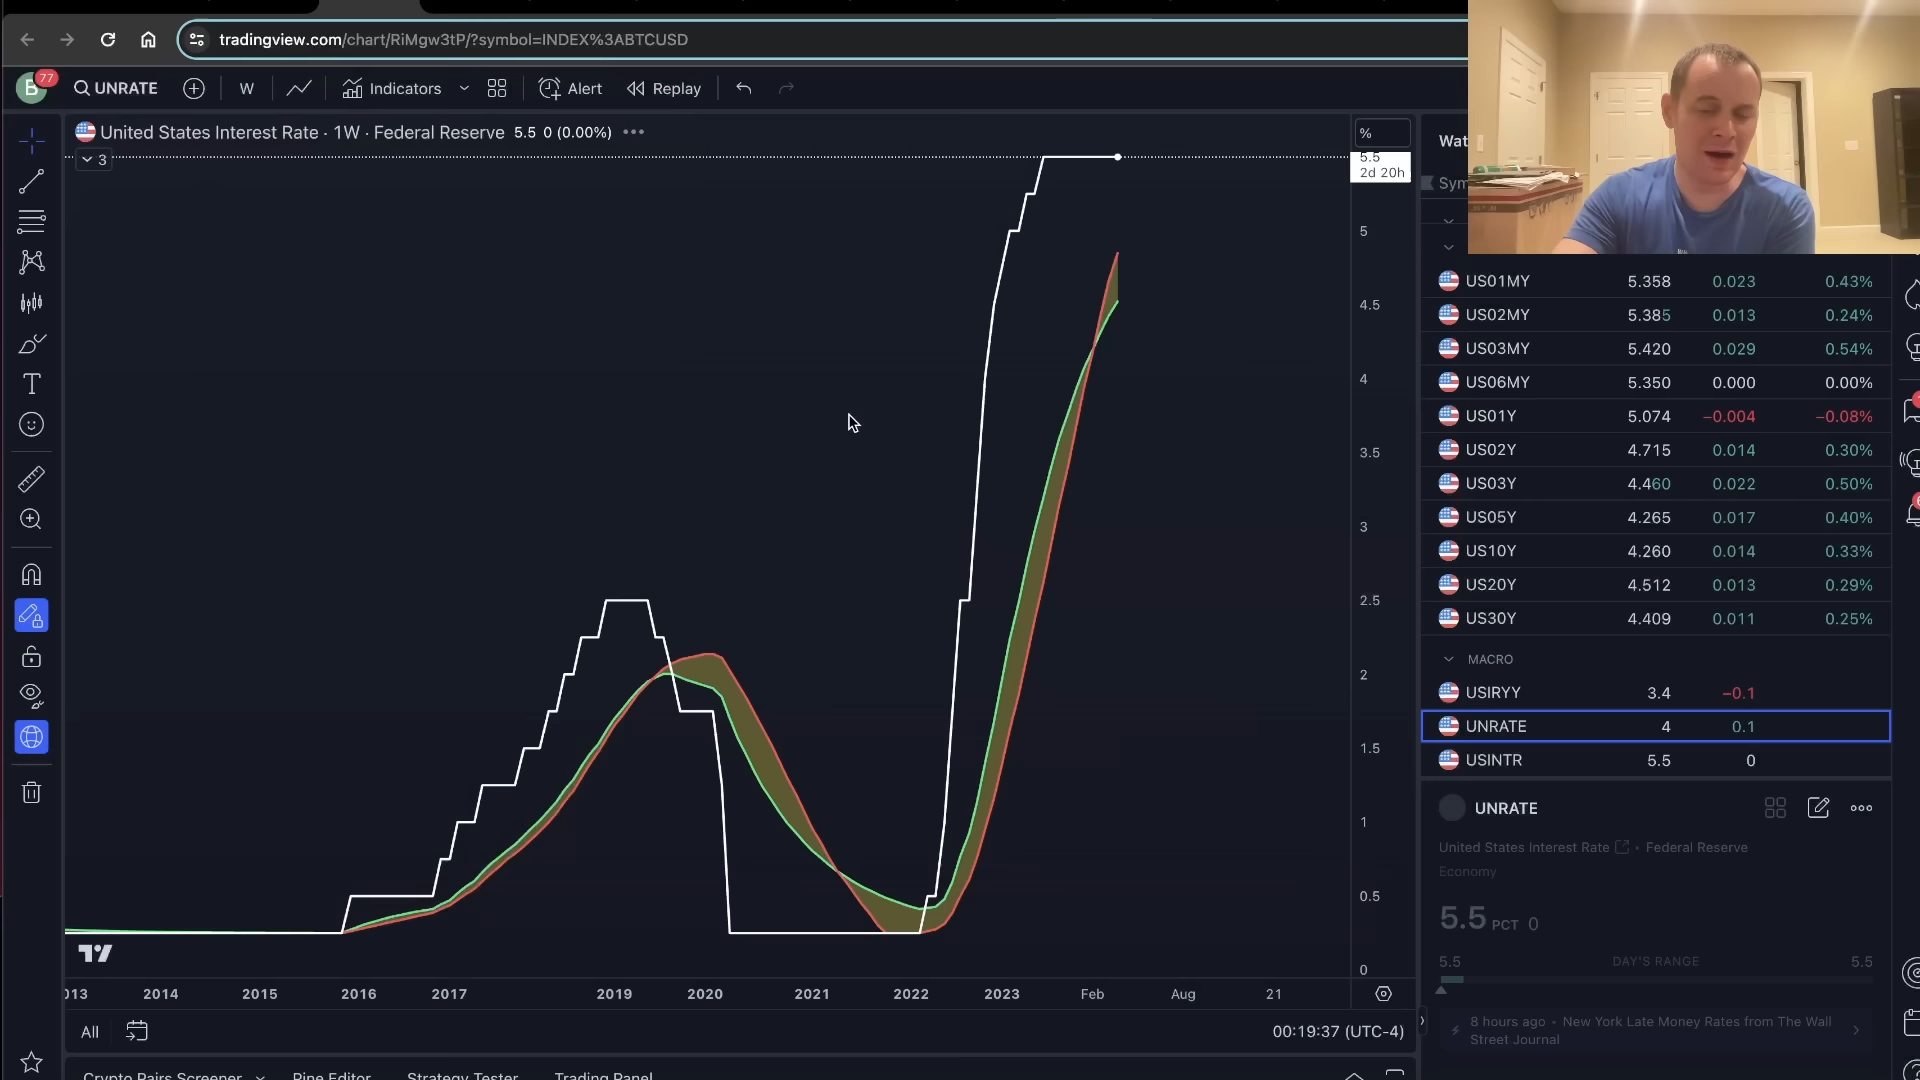 tradingview.com/chart/RiMgw3tP/?symbol=INDEX%3ABTCUSD
B 77 UNRATE W Indicators Alert Replay
United States Interest Rate · 1W · Federal Reserve 5.5 0 (0.00%)
3
%
5.5
2d 20h
5
4.5
4
3.5
3
2.5
2
1.5
1
0.5
0
013 2014 2015 2016 2017 2019 2020 2021 2022 2023 Feb Aug 21
All 00:19:37 (UTC-4)
Crypto Pairs Screener Pine Editor Strategy Tester Trading Panel
Wat
Sym
US01MY 5.358 0.023 0.43%
US02MY 5.385 0.013 0.24%
US03MY 5.420 0.029 0.54%
US06MY 5.350 0.000 0.00%
US01Y 5.074 −0.004 −0.08%
US02Y 4.715 0.014 0.30%
US03Y 4.460 0.022 0.50%
US05Y 4.265 0.017 0.40%
US10Y 4.260 0.014 0.33%
US20Y 4.512 0.013 0.29%
US30Y 4.409 0.011 0.25%
MACRO
USIRYY 3.4 −0.1
UNRATE 4 0.1
USINTR 5.5 0
UNRATE
United States Interest Rate · Federal Reserve
Economy
5.5 PCT 0
5.5 DAY'S RANGE 5.5
8 hours ago · New York Late Money Rates from The Wall
Street Journal